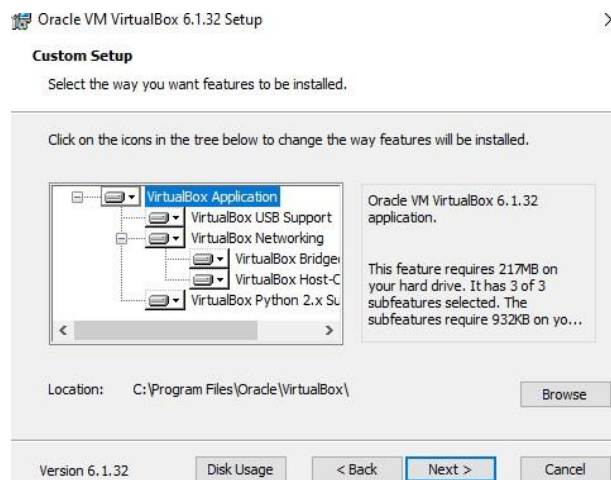 Oracle VM VirtualBox 6.1.32 Setup
Custom Setup
Select the way you want features to be installed.
Click on the icons in the tree below to change the way features will be installed.
VirtualBox Application
VirtualBox USB Support
VirtualBox Networking
VirtualBox Bridge
VirtualBox Host-C
VirtualBox Python 2.x Su
Oracle VM VirtualBox 6.1.32
application.
This feature requires 217MB on
your hard drive. It has 3 of 3
subfeatures selected. The
subfeatures require 932KB on yo...
Location: C:\Program Files\Oracle\VirtualBox\
Browse
Version 6.1.32
Disk Usage
< Back
Next >
Cancel